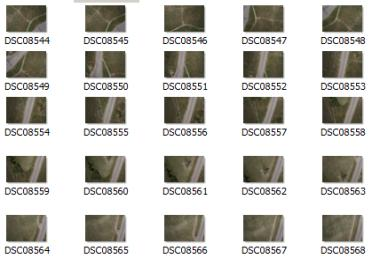 DSC08544 DSC08545 DSC08546 DSC08547 DSC08548
DSC08549 DSC08550 DSC08551 DSC08552 DSC08553
DSC08554 DSC08555 DSC08556 DSC08557 DSC08558
DSC08559 DSC08560 DSC08561 DSC08562 DSC08563
DSC08564 DSC08565 DSC08566 DSC08567 DSC08568